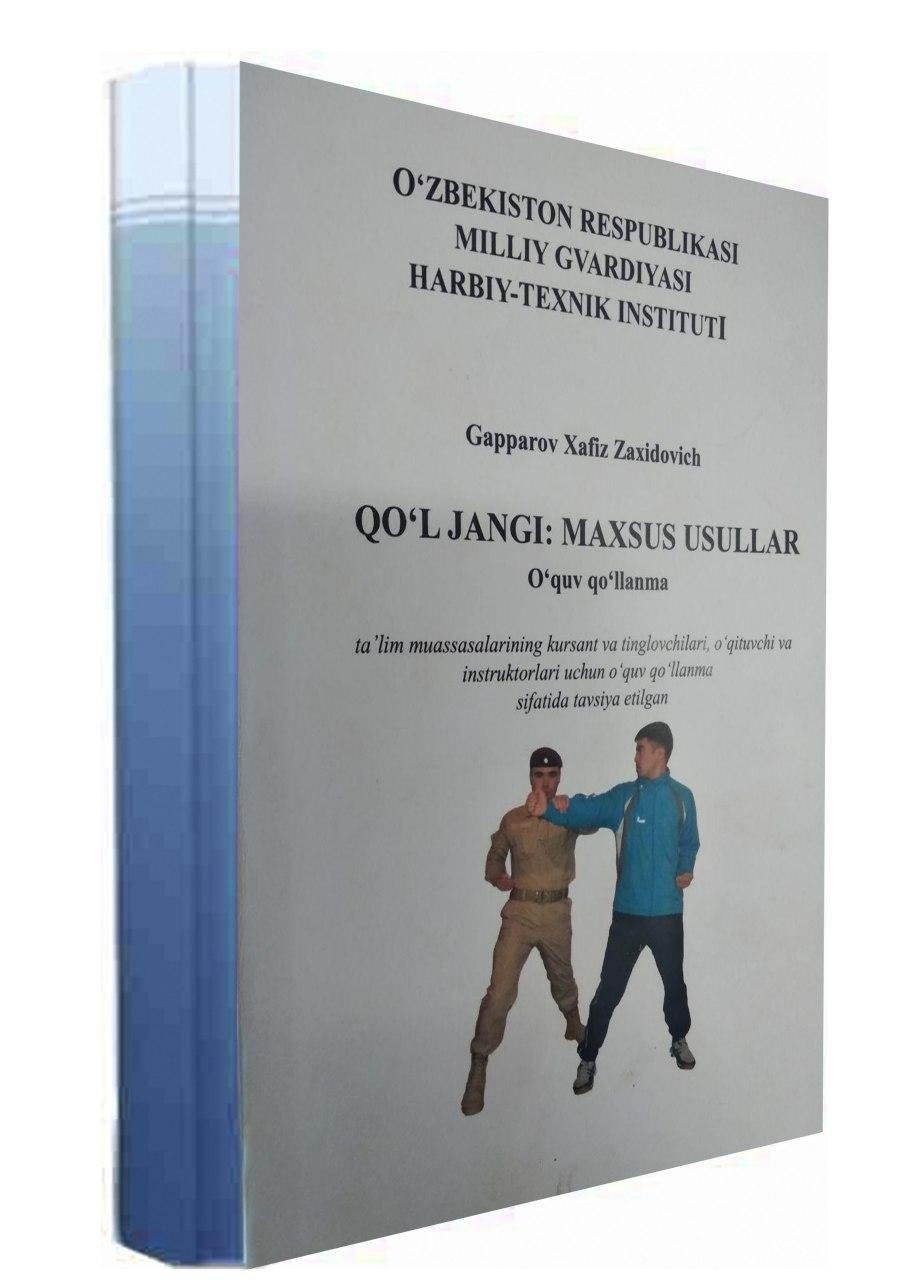 O‘ZBEKISTON RESPUBLIKASI
MILLIY GVARDIYASI
HARBIY-TEXNIK INSTITUTI
Gapparov Xafiz Zaxidovich
QO‘L JANGI: MAXSUS USULLAR
O‘quv qo‘llanma
ta’lim muassasalarining kursant va tinglovchilari, o‘qituvchi va
instruktorlari uchun o‘quv qo‘llanma
sifatida tavsiya etilgan